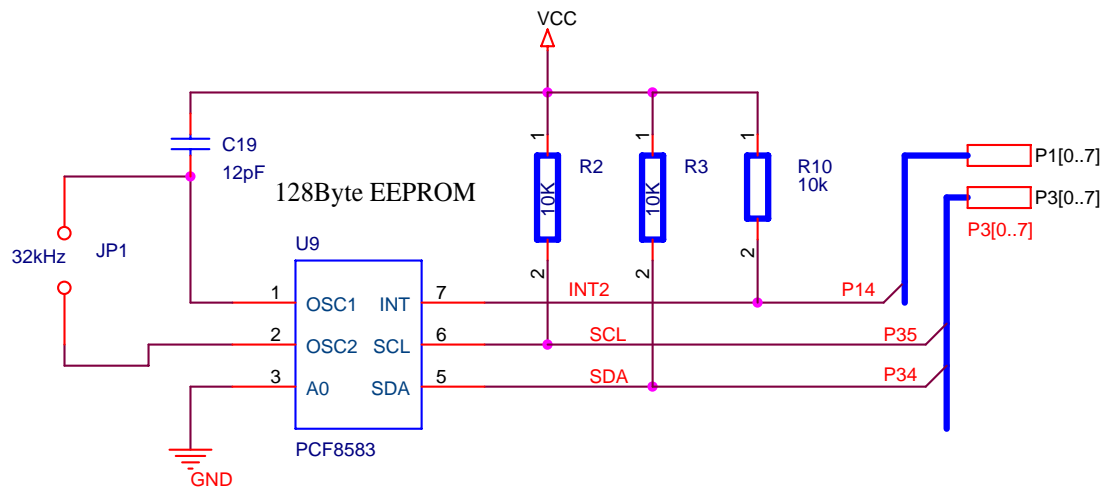 VCC
C19
12pF
1
R2
10K
2
1
R3
10K
2
1
R10
10k
2
P1[0..7]
P3[0..7]
P3[0..7]
128Byte EEPROM
32kHz
JP1
U9
1
OSC1
INT
7
INT2
P14
2
OSC2
SCL
6
SCL
P35
3
A0
SDA
5
SDA
P34
PCF8583
GND